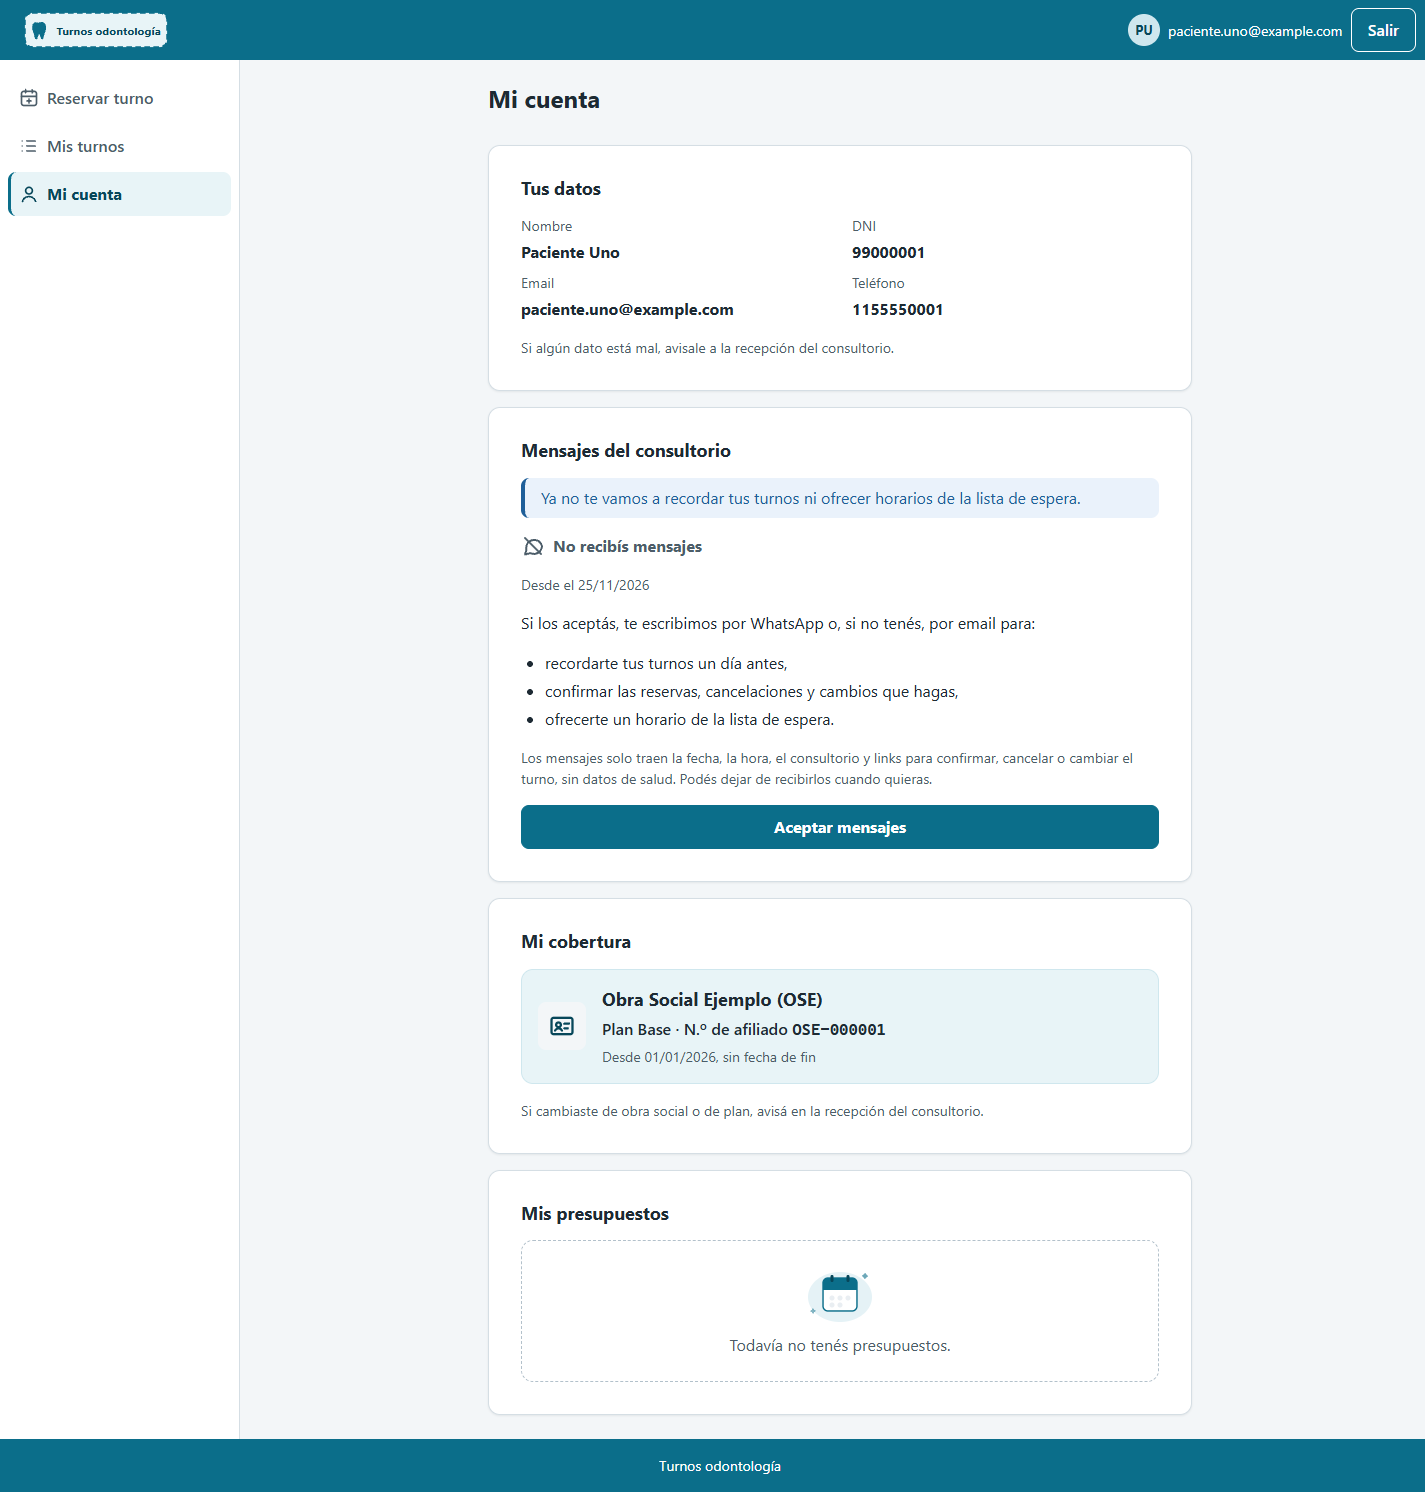 Turnos odontología
PU
paciente.uno@example.com
Salir
Reservar turno
Mis turnos
Mi cuenta
Mi cuenta
Tus datos
Nombre
DNI
Paciente Uno
99000001
Email
Teléfono
paciente.uno@example.com
1155550001
Si algún dato está mal, avisale a la recepción del consultorio.
Mensajes del consultorio
Ya no te vamos a recordar tus turnos ni ofrecer horarios de la lista de espera.
No recibís mensajes
Desde el 25/11/2026
Si los aceptás, te escribimos por WhatsApp o, si no tenés, por email para:
• recordarte tus turnos un día antes,
• confirmar las reservas, cancelaciones y cambios que hagas,
• ofrecerte un horario de la lista de espera.
Los mensajes solo traen la fecha, la hora, el consultorio y links para confirmar, cancelar o cambiar el
turno, sin datos de salud. Podés dejar de recibirlos cuando quieras.
Aceptar mensajes
Mi cobertura
Obra Social Ejemplo (OSE)
Plan Base · N.º de afiliado OSE-000001
Desde 01/01/2026, sin fecha de fin
Si cambiaste de obra social o de plan, avisá en la recepción del consultorio.
Mis presupuestos
Todavía no tenés presupuestos.
Turnos odontología